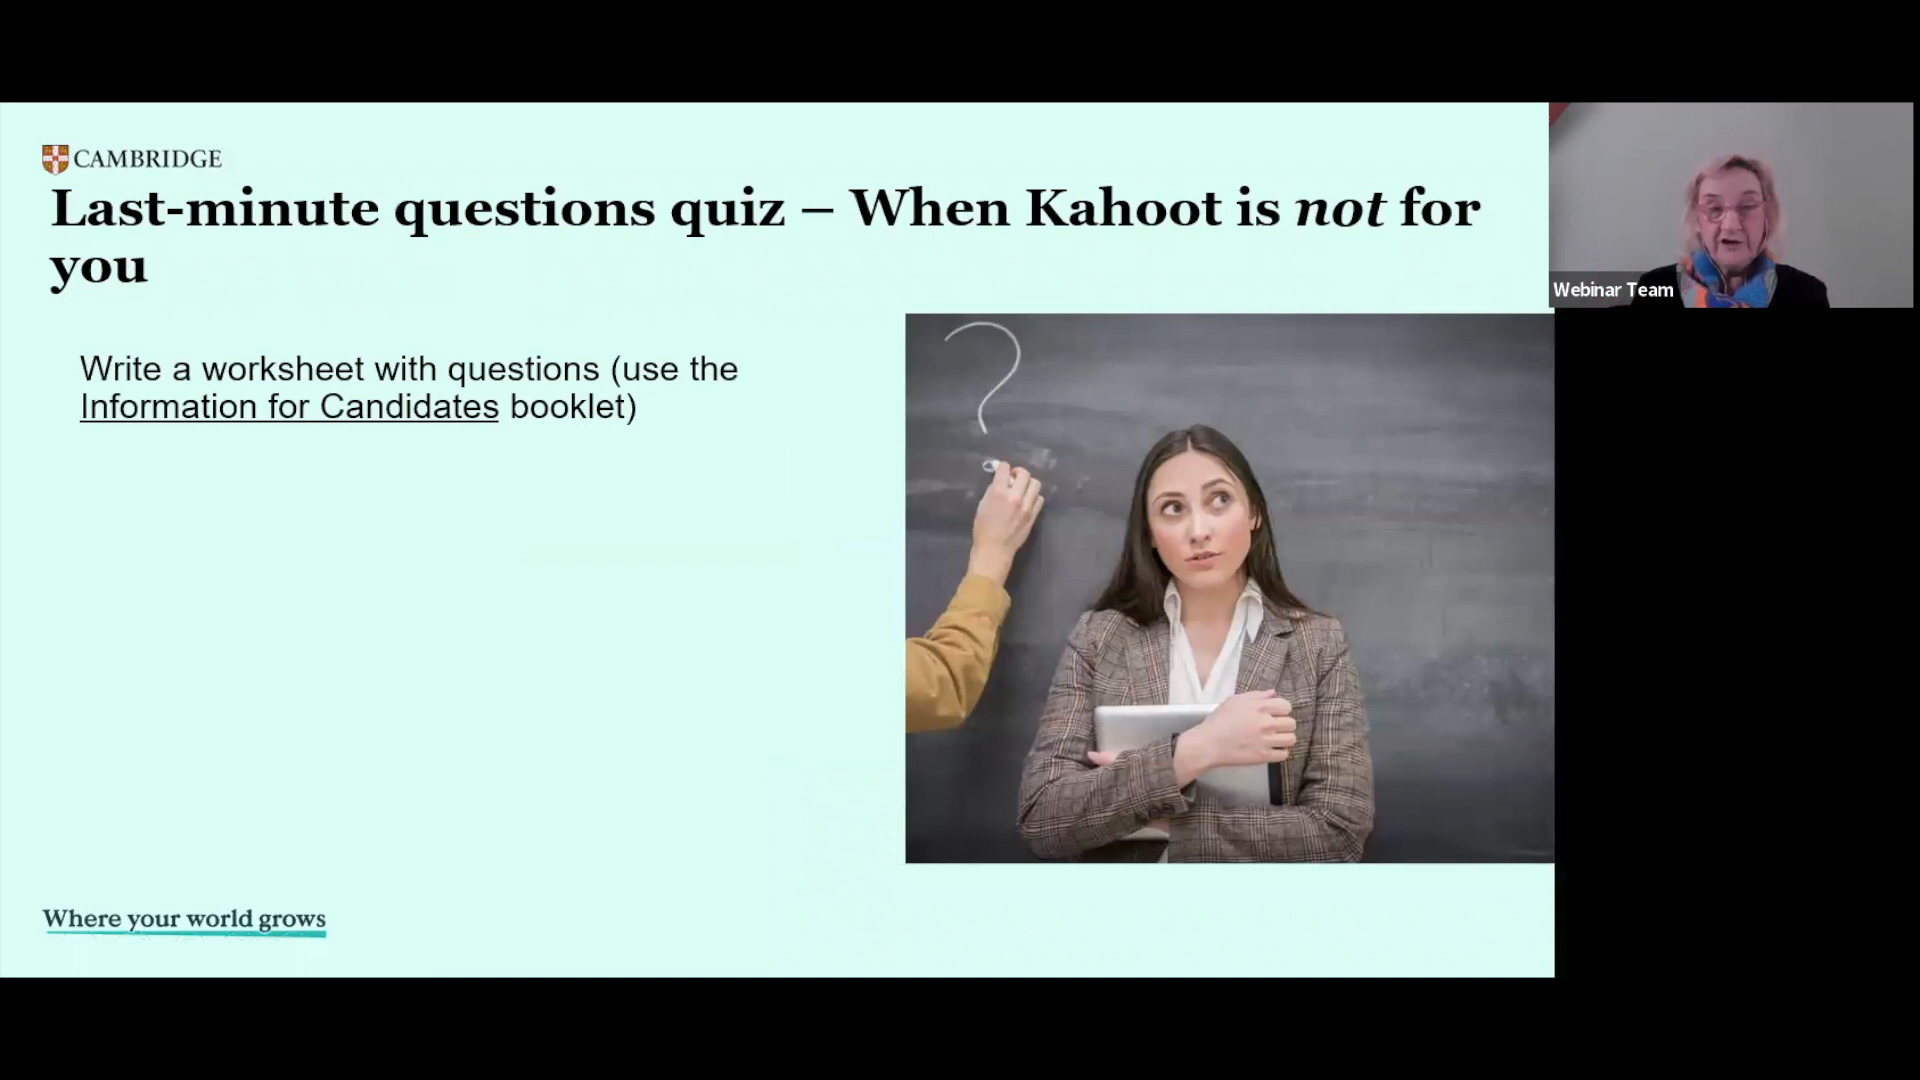 CAMBRIDGE
Last-minute questions quiz – When Kahoot is not for
you
Webinar Team
Write a worksheet with questions (use the
Information for Candidates booklet)
?
Where your world grows